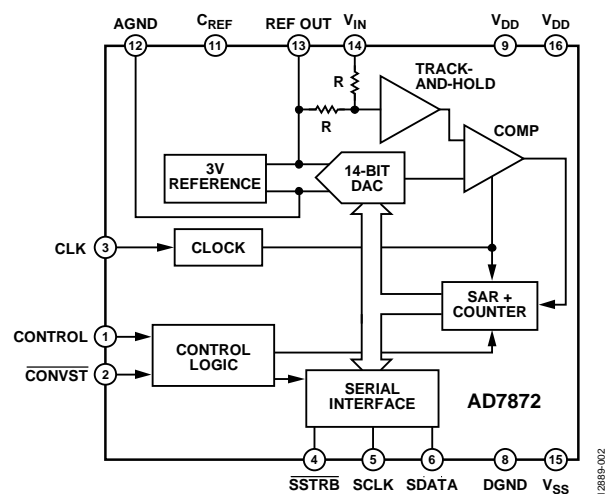 AGND CREF REF OUT VIN VDD VDD
12 11 13 14 9 16
TRACK-
AND-HOLD
R
R
COMP
3V
REFERENCE
14-BIT
DAC
CLK 3 CLOCK
SAR +
COUNTER
CONTROL 1
CONTROL
LOGIC
CONVST 2
SERIAL
INTERFACE
AD7872
4 5 6 8 15
SSTRB SCLK SDATA DGND VSS
12889-002